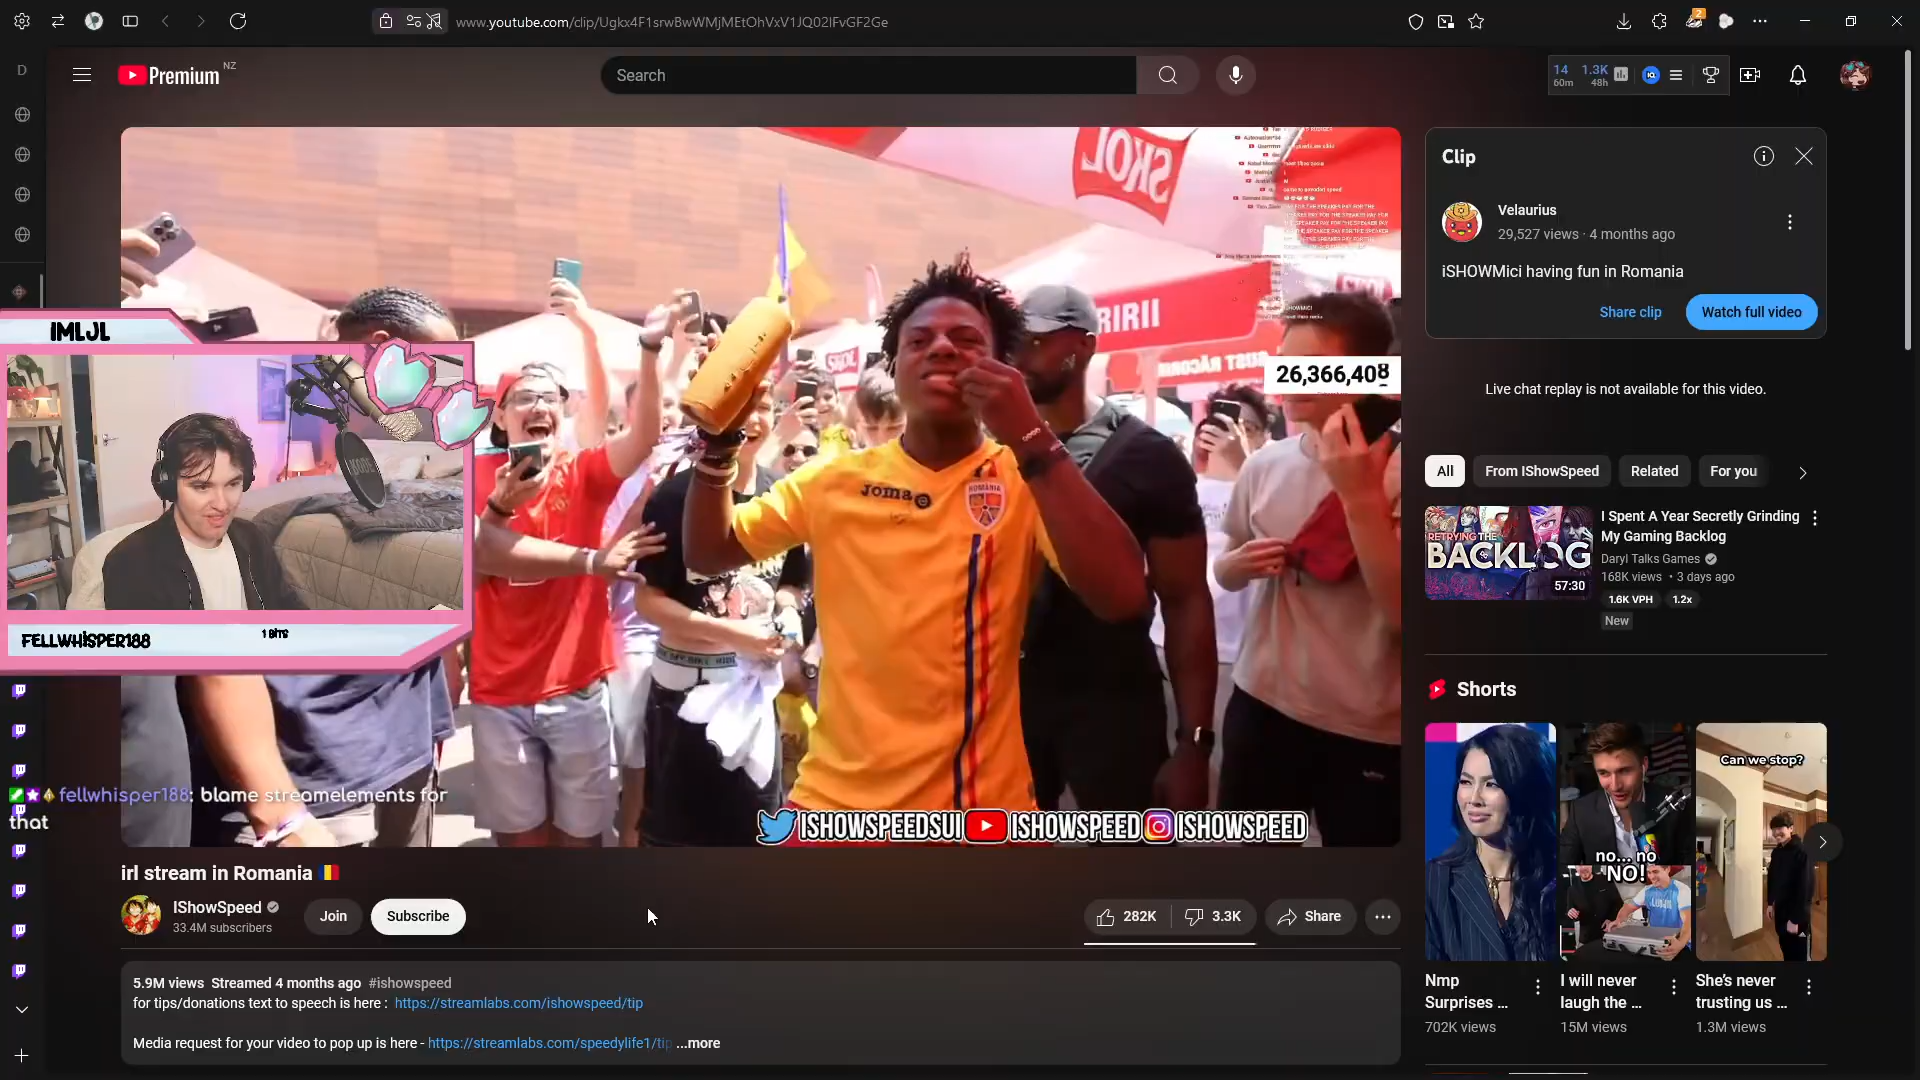 www.youtube.com/clip/Ugkx4F1srwBwWMjMEtOhVxV1JQ02lFvGF2Ge
2
D
Premium NZ
Search
14 1.3K
60m 48h
SKOL
Clip
Velaurius
29,527 views · 4 months ago
iSHOWMici having fun in Romania
Share clip
Watch full video
26,366,408
Live chat replay is not available for this video.
IMLJL
FELLWHISPER188
1 BITS
Joma
ROMÂNIA
All
From IShowSpeed
Related
For you
RETRYING THE
BACKLOG
57:30
I Spent A Year Secretly Grinding
My Gaming Backlog
Daryl Talks Games
168K views • 3 days ago
1.6K VPH
1.2x
New
Shorts
Can we stop?
no... no
NO!
fellwhisper188: blame streamelements for
that
ISHOWSPEEDSUI
ISHOWSPEED
ISHOWSPEED
irl stream in Romania
IShowSpeed
33.4M subscribers
Join
Subscribe
282K
3.3K
Share
5.9M views Streamed 4 months ago #ishowspeed
for tips/donations text to speech is here : https://streamlabs.com/ishowspeed/tip
Media request for your video to pop up is here - https://streamlabs.com/speedylife1/tip ...more
Nmp
Surprises ...
702K views
I will never
laugh the ...
15M views
She's never
trusting us ...
1.3M views